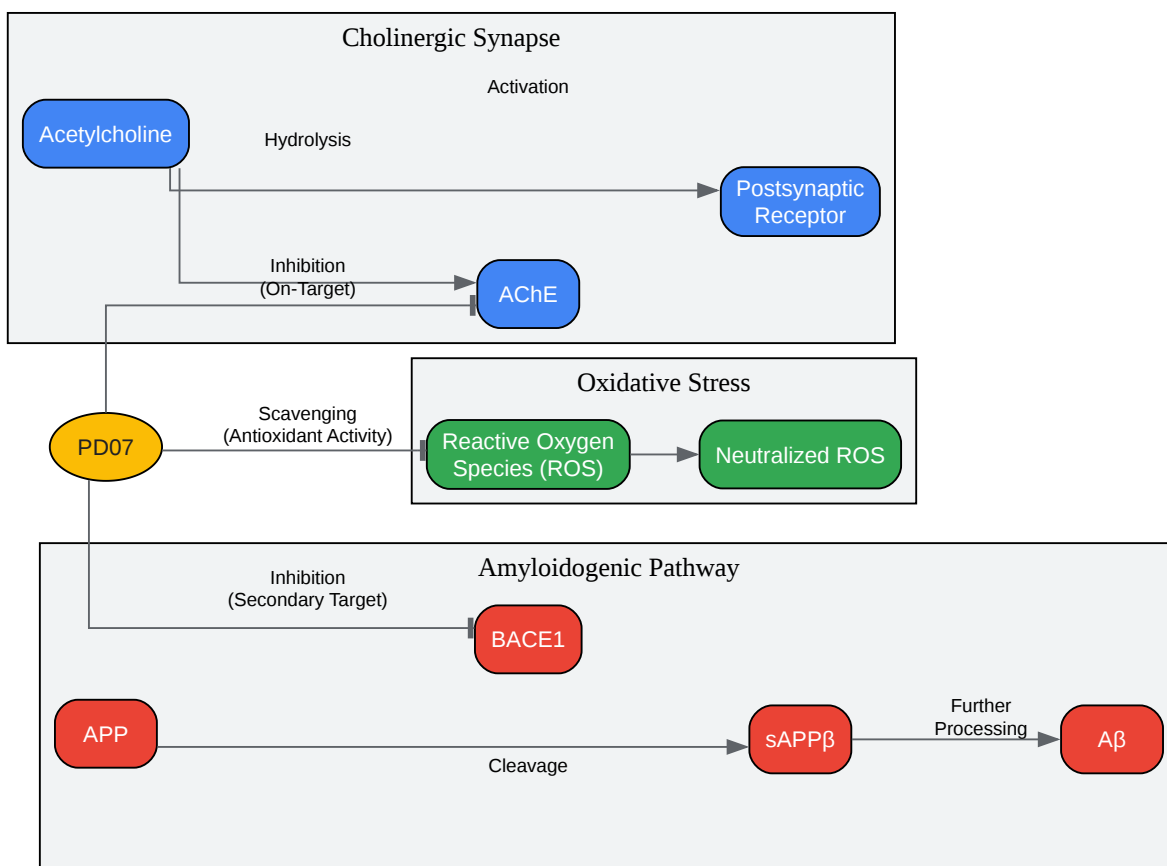 Cholinergic Synapse
Activation
Acetylcholine
Hydrolysis
Postsynaptic
Receptor
Inhibition
(On-Target)
AChE
Oxidative Stress
PD07
Scavenging
(Antioxidant Activity)
Reactive Oxygen
Species (ROS)
Neutralized ROS
Amyloidogenic Pathway
Inhibition
(Secondary Target)
BACE1
APP
Cleavage
sAPPβ
Further
Processing
Aβ